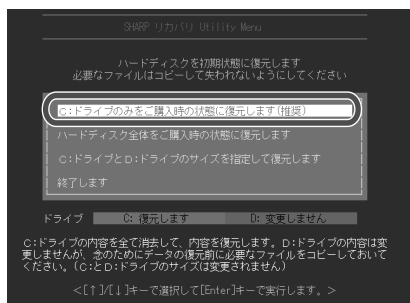 SHARP リカバリ Utility Menu
ハードディスクを初期状態に復元します
必要なファイルはコピーして失われないようにしてください
C:ドライブのみをご購入時の状態に復元します(推奨)
ハードディスク全体をご購入時の状態に復元します
C:ドライブとD:ドライブのサイズを指定して復元します
終了します
ドライブ C: 復元します D: 変更しません
C:ドライブの内容を全て消去して、内容を復元します。D:ドライブの内容は変
更しませんが、念のためにデータの復元前に必要なファイルをコピーしておいて
ください。(C:とD:ドライブのサイズは変更されません)
<[↑]/[↓]キーで選択して[Enter]キーで実行します。>